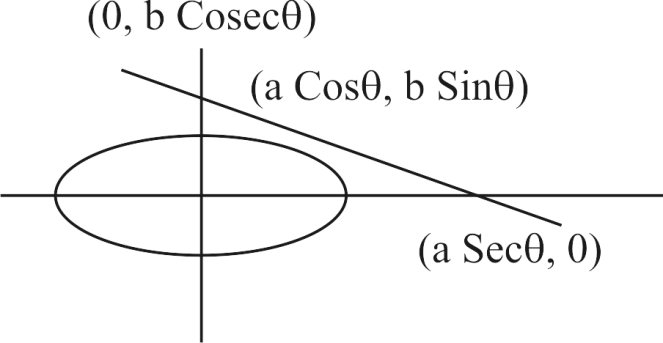 (0, b Cosecθ)
(a Cosθ, b Sinθ)
(a Secθ, 0)